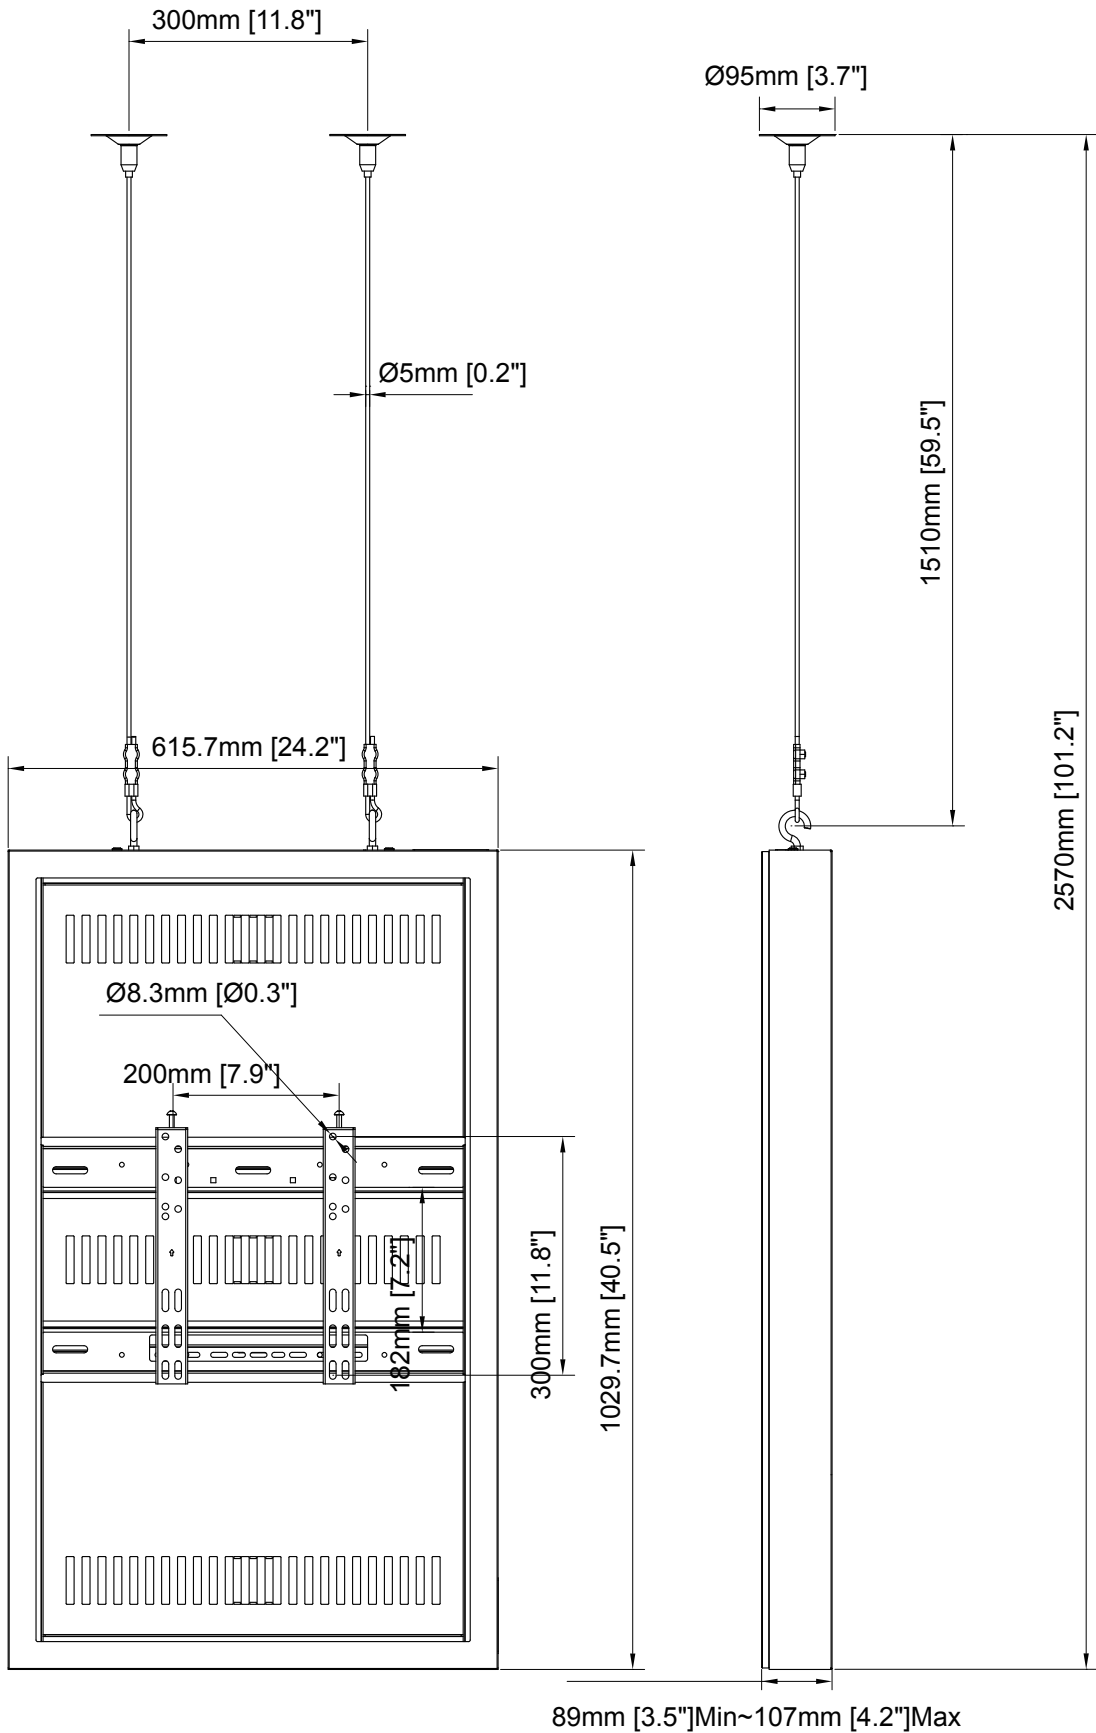 300mm [11.8"]
Ø95mm [3.7"]
Ø5mm [0.2"]
1510mm [59.5"]
615.7mm [24.2"]
2570mm [101.2"]
Ø8.3mm [Ø0.3"]
200mm [7.9"]
182mm [7.2"]
300mm [11.8"]
1029.7mm [40.5"]
89mm [3.5"]Min~107mm [4.2"]Max